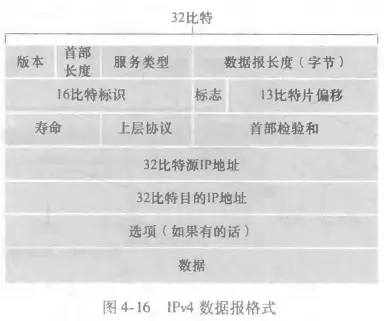 32比特
版本 首部长度 服务类型 数据报长度（字节）
16比特标识 标志 13比特片偏移
寿命 上层协议 首部检验和
32比特源IP地址
32比特目的IP地址
选项（如果有的话）
数据
图4-16 IPv4数据报格式